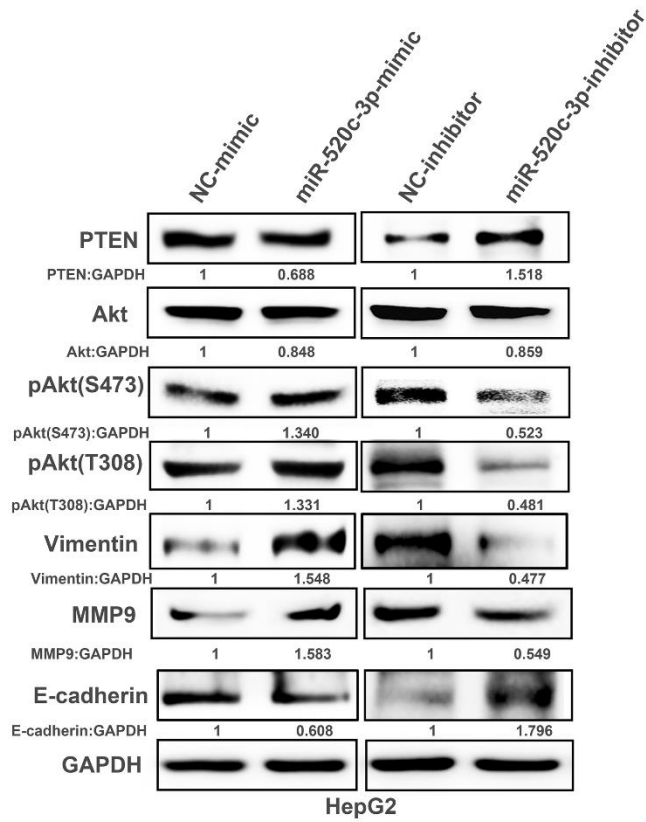 NC-mimic
miR-520c-3p-mimic
NC-inhibitor
miR-520c-3p-inhibitor
PTEN
PTEN:GAPDH 1 0.688 1 1.518
Akt
Akt:GAPDH 1 0.848 1 0.859
pAkt(S473)
pAkt(S473):GAPDH 1 1.340 1 0.523
pAkt(T308)
pAkt(T308):GAPDH 1 1.331 1 0.481
Vimentin
Vimentin:GAPDH 1 1.548 1 0.477
MMP9
MMP9:GAPDH 1 1.583 1 0.549
E-cadherin
E-cadherin:GAPDH 1 0.608 1 1.796
GAPDH
HepG2